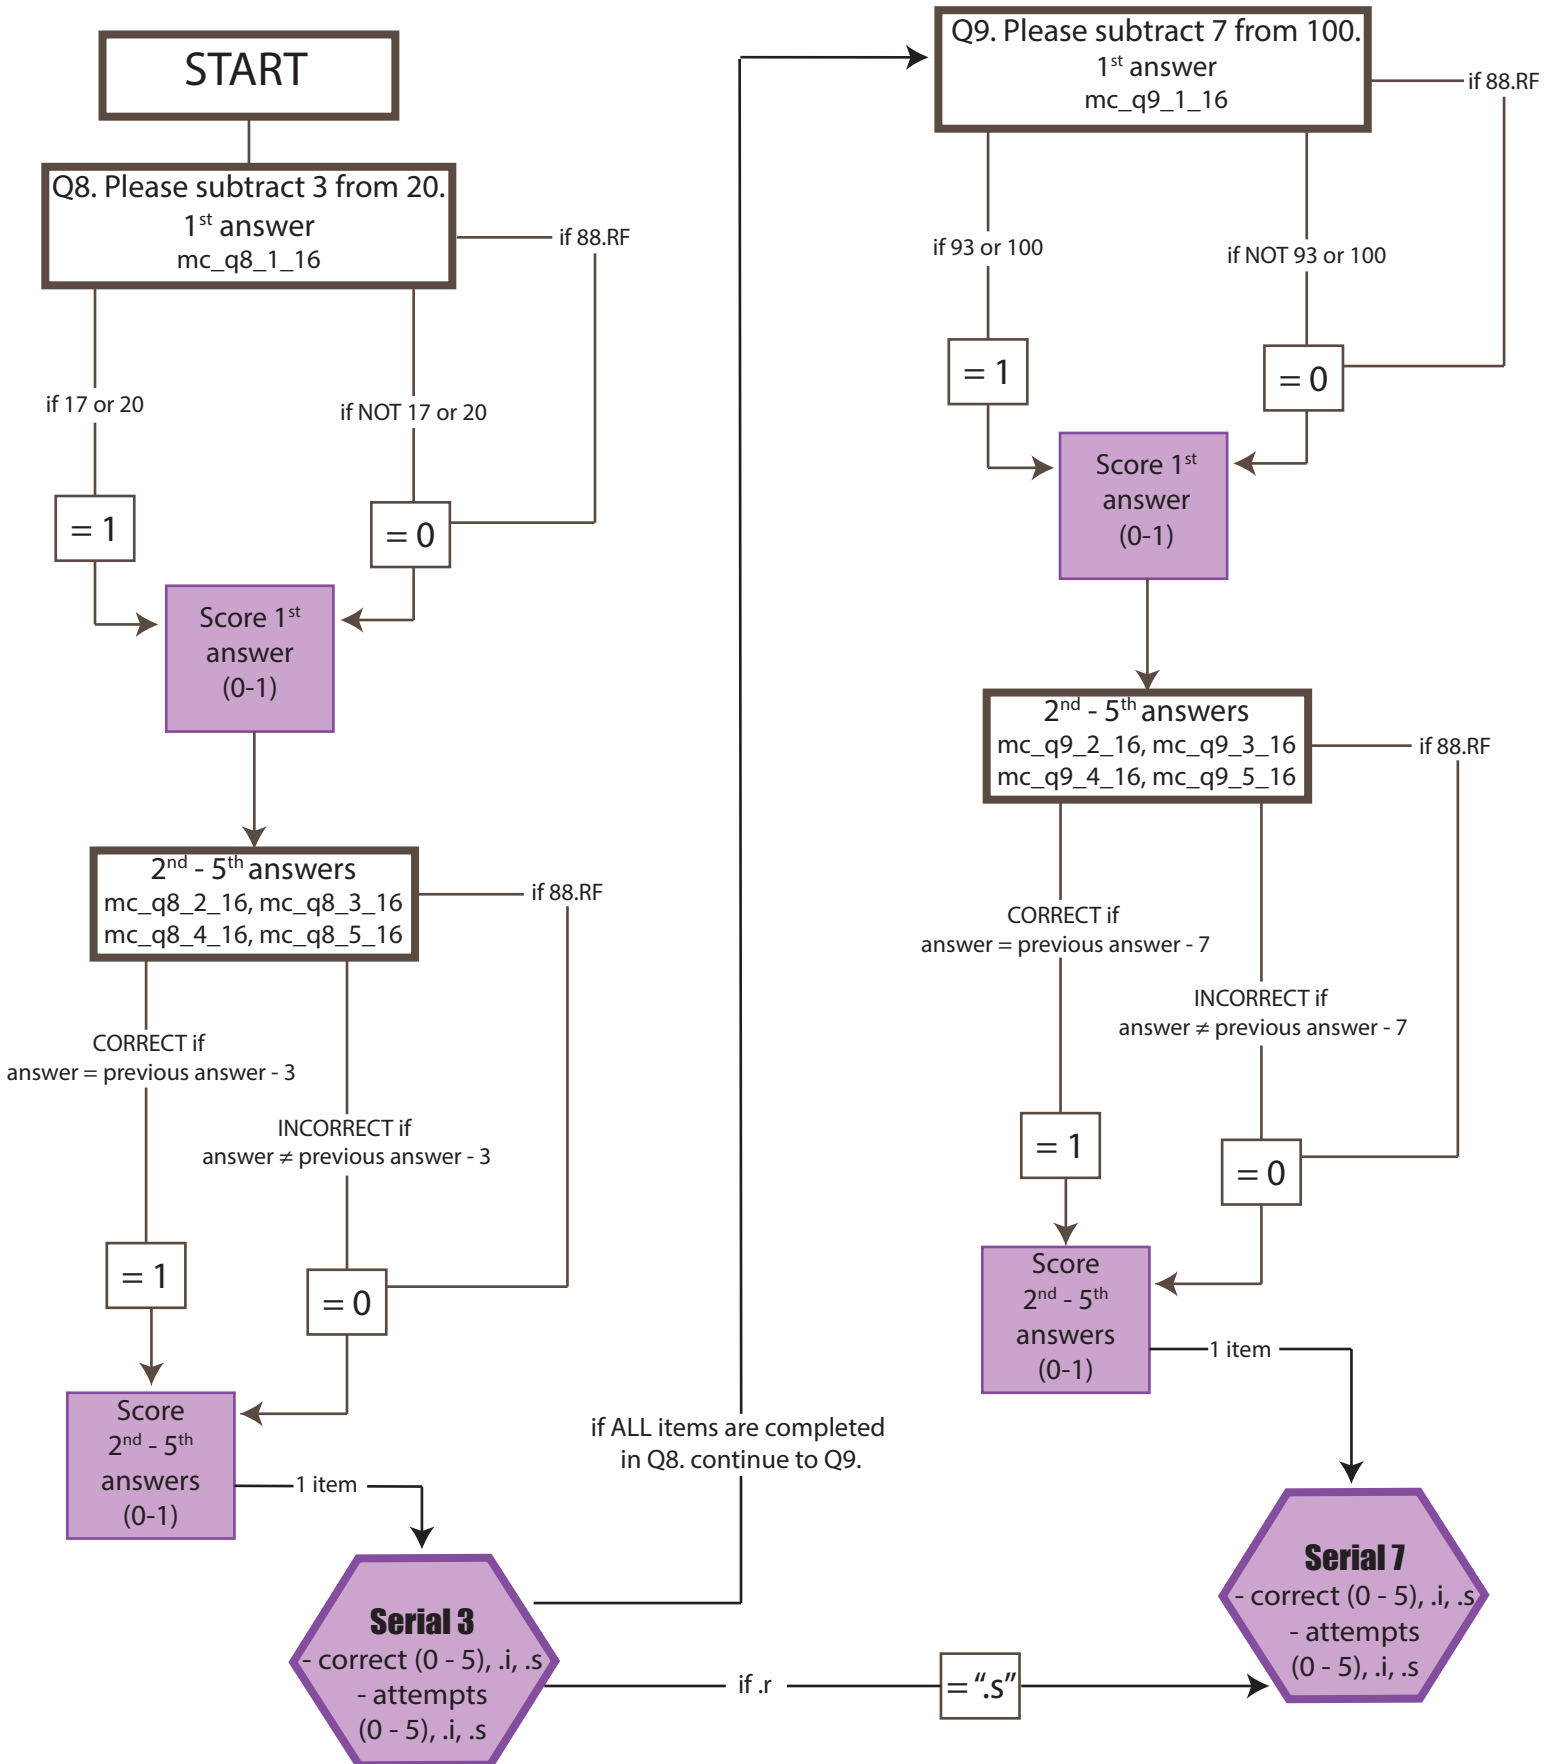 START
Q8. Please subtract 3 from 20.
1st answer
mc_q8_1_16
if 88.RF
if 17 or 20
if NOT 17 or 20
= 1
= 0
Score 1st
answer
(0-1)
2nd - 5th answers
mc_q8_2_16, mc_q8_3_16
mc_q8_4_16, mc_q8_5_16
if 88.RF
CORRECT if
answer = previous answer - 3
INCORRECT if
answer ≠ previous answer - 3
= 1
= 0
Score
2nd - 5th
answers
(0-1)
1 item
Serial 3
- correct (0 - 5), .i, .s
- attempts
(0 - 5), .i, .s
if ALL items are completed
in Q8. continue to Q9.
if .r
= ".s"
Q9. Please subtract 7 from 100.
1st answer
mc_q9_1_16
if 88.RF
if 93 or 100
if NOT 93 or 100
= 1
= 0
Score 1st
answer
(0-1)
2nd - 5th answers
mc_q9_2_16, mc_q9_3_16
mc_q9_4_16, mc_q9_5_16
if 88.RF
CORRECT if
answer = previous answer - 7
INCORRECT if
answer ≠ previous answer - 7
= 1
= 0
Score
2nd - 5th
answers
(0-1)
1 item
Serial 7
- correct (0 - 5), .i, .s
- attempts
(0 - 5), .i, .s